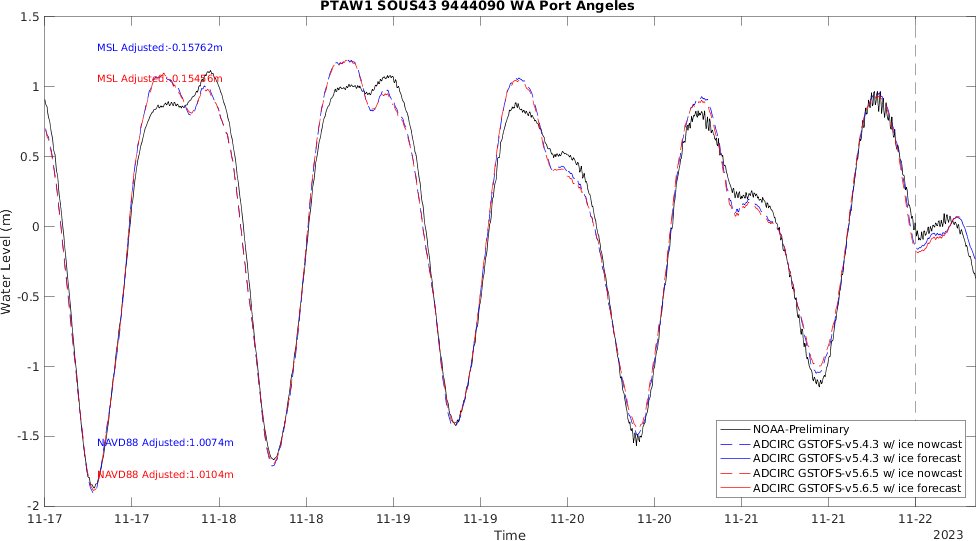 PTAW1 SOUS43 9444090 WA Port Angeles
1.5
1
0.5
0
-0.5
-1
-1.5
-2
Water Level (m)
MSL Adjusted:-0.15762m
MSL Adjusted:-0.15456m
NAVD88 Adjusted:1.0074m
NAVD88 Adjusted:1.0104m
NOAA-Preliminary
ADCIRC GSTOFS-v5.4.3 w/ ice nowcast
ADCIRC GSTOFS-v5.4.3 w/ ice forecast
ADCIRC GSTOFS-v5.6.5 w/ ice nowcast
ADCIRC GSTOFS-v5.6.5 w/ ice forecast
11-17 11-17 11-18 11-18 11-19 11-19 11-20 11-20 11-21 11-21 11-22
Time
2023